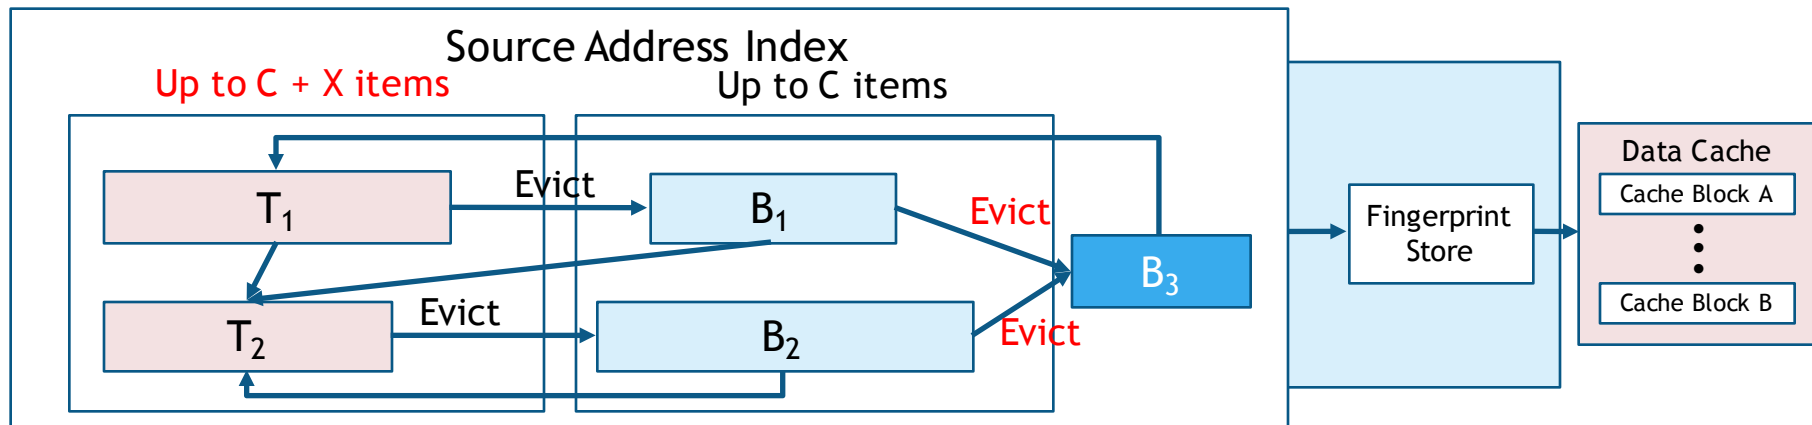 Source Address Index
Up to C + X items
Up to C items
T1
Evict
B1
Evict
B3
T2
Evict
B2
Evict
Fingerprint
Store
Data Cache
Cache Block A
Cache Block B